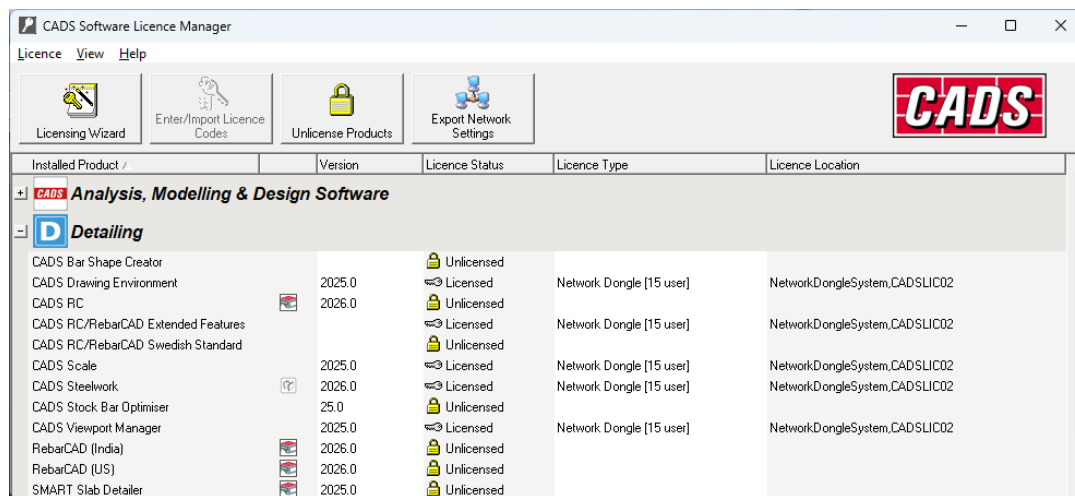 CADS Software Licence Manager
Licence View Help
Licensing Wizard
Enter/Import Licence
Codes
Unlicense Products
Export Network
Settings
CADS
Installed Product Version Licence Status Licence Type Licence Location
CADS Analysis, Modelling & Design Software
D Detailing
CADS Bar Shape Creator Unlicensed
CADS Drawing Environment 2025.0 Licensed Network Dongle [15 user] NetworkDongleSystem,CADSLIC02
CADS RC 2026.0 Unlicensed
CADS RC/RebarCAD Extended Features Licensed Network Dongle [15 user] NetworkDongleSystem,CADSLIC02
CADS RC/RebarCAD Swedish Standard Unlicensed
CADS Scale 2025.0 Licensed Network Dongle [15 user] NetworkDongleSystem,CADSLIC02
CADS Steelwork 2026.0 Licensed Network Dongle [15 user] NetworkDongleSystem,CADSLIC02
CADS Stock Bar Optimiser 25.0 Unlicensed
CADS Viewport Manager 2025.0 Licensed Network Dongle [15 user] NetworkDongleSystem,CADSLIC02
RebarCAD (India) 2026.0 Unlicensed
RebarCAD (US) 2026.0 Unlicensed
SMART Slab Detailer 2025.0 Unlicensed